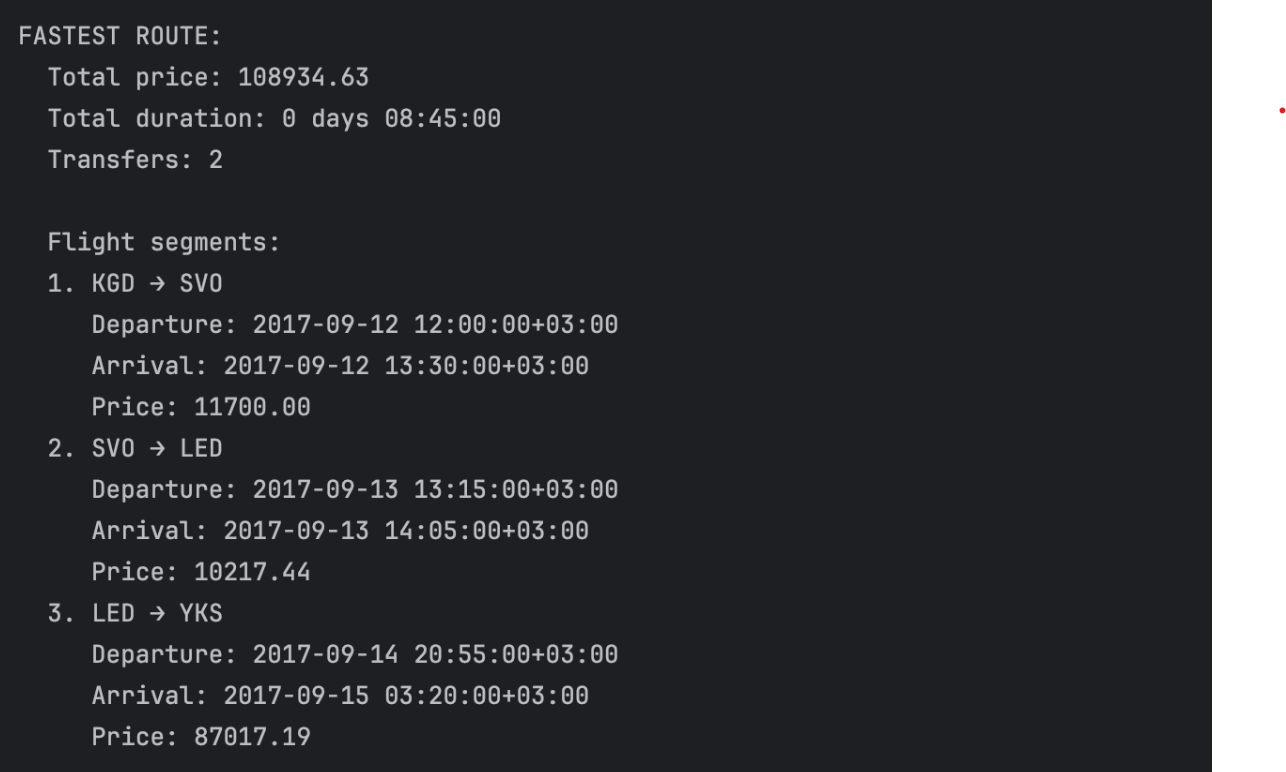 FASTEST ROUTE:
Total price: 108934.63
Total duration: 0 days 08:45:00
Transfers: 2
Flight segments:
1. KGD → SVO
Departure: 2017-09-12 12:00:00+03:00
Arrival: 2017-09-12 13:30:00+03:00
Price: 11700.00
2. SVO → LED
Departure: 2017-09-13 13:15:00+03:00
Arrival: 2017-09-13 14:05:00+03:00
Price: 10217.44
3. LED → YKS
Departure: 2017-09-14 20:55:00+03:00
Arrival: 2017-09-15 03:20:00+03:00
Price: 87017.19